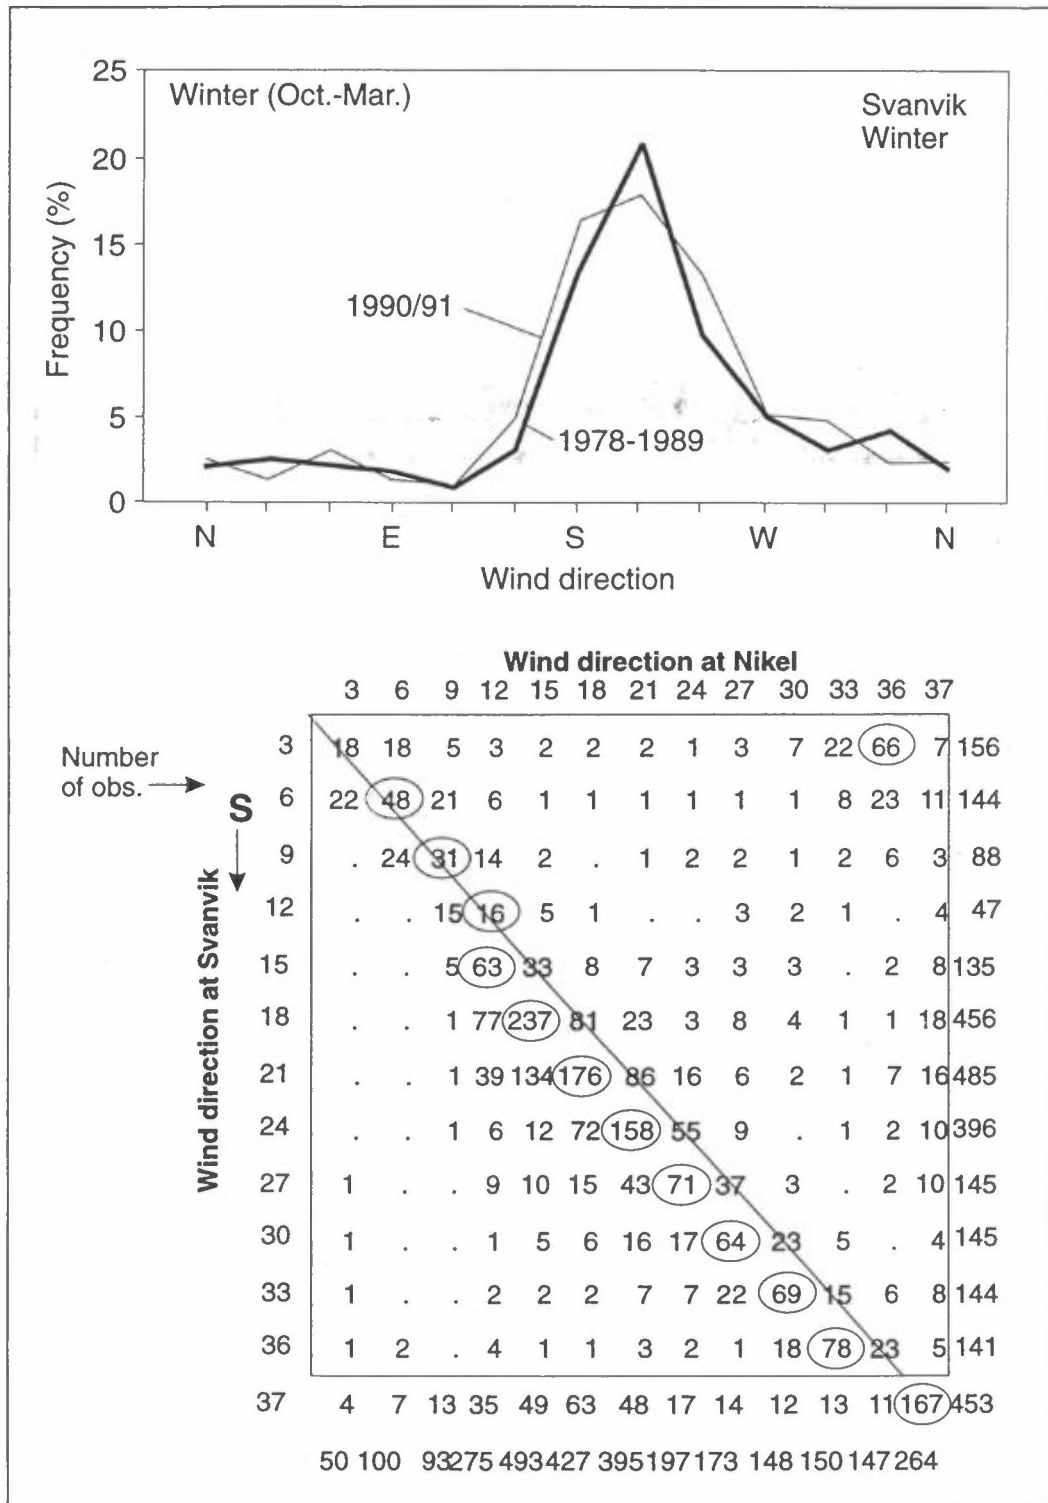 25
Winter (Oct.-Mar.)
Svanvik
Winter
20
15
1990/91
10
5
1978-1989
0
Frequency (%)
N E S W N
Wind direction
Wind direction at Nikel
3 6 9 12 15 18 21 24 27 30 33 36 37
Number
of obs.
S
Wind direction at Svanvik
3 18 18 5 3 2 2 2 1 3 7 22 66 7 156
6 22 48 21 6 1 1 1 1 1 1 8 23 11 144
9 . 24 31 14 2 . 1 2 2 1 2 6 3 88
12 . . 15 16 5 1 . . 3 2 1 . 4 47
15 . . 5 63 33 8 7 3 3 3 . 2 8 135
18 . . 1 77 237 81 23 3 8 4 1 1 18 456
21 . . 1 39 134 176 86 16 6 2 1 7 16 485
24 . . 1 6 12 72 158 55 9 . 1 2 10 396
27 1 . . 9 10 15 43 71 37 3 . 2 10 145
30 1 . . 1 5 6 16 17 64 23 5 . 4 145
33 1 . . 2 2 2 7 7 22 69 15 6 8 144
36 1 2 . 4 1 1 3 2 1 18 78 23 5 141
37 4 7 13 35 49 63 48 17 14 12 13 11 167 453
50 100 93 275 493 427 395 197 173 148 150 147 264